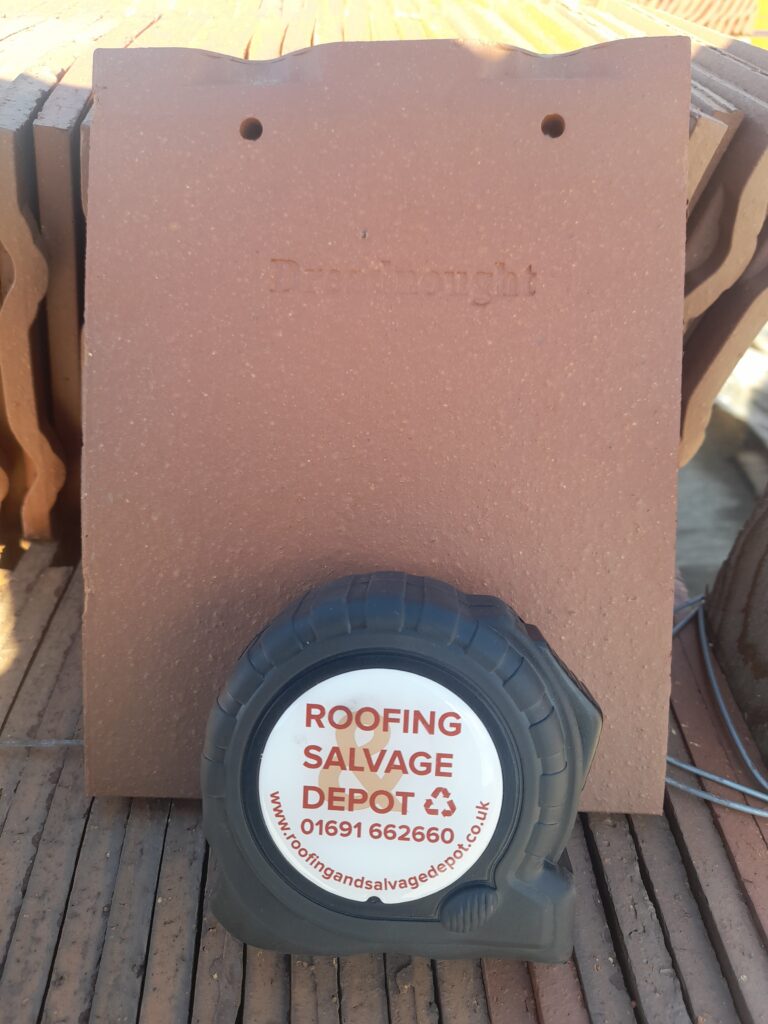 Dreadnought
ROOFING
&
SALVAGE
DEPOT
01691 662660
www.roofingandsalvagedepot.co.uk